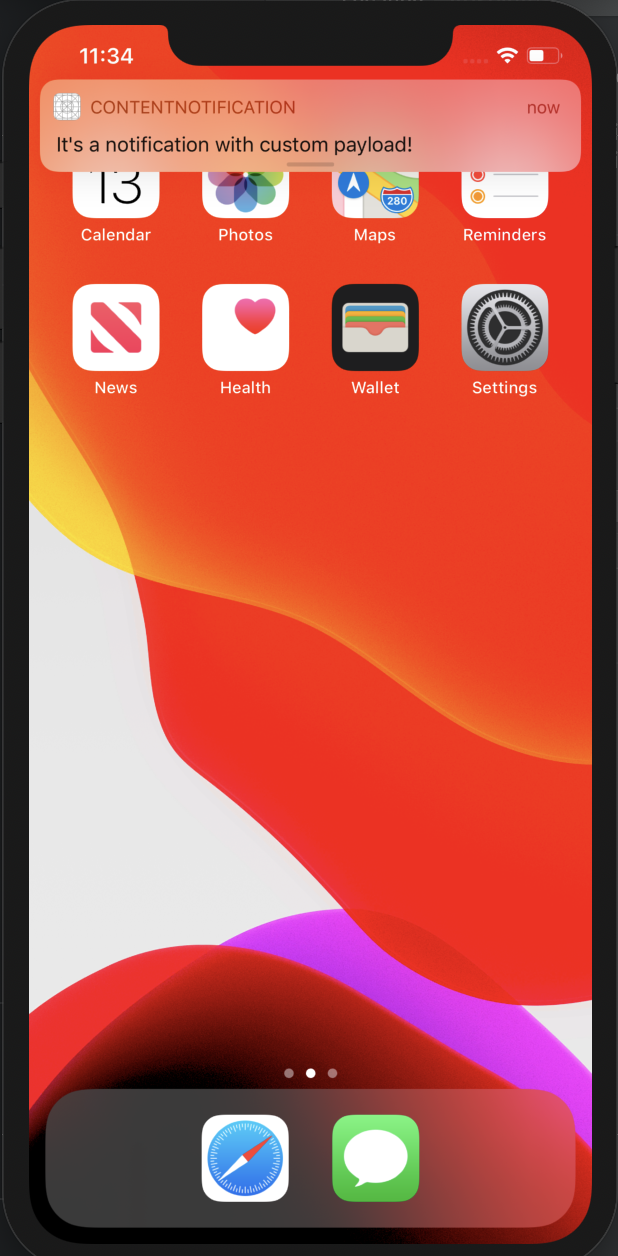 11:34
CONTENTNOTIFICATION now
It's a notification with custom payload!
13
280
Calendar Photos Maps Reminders
News Health Wallet Settings